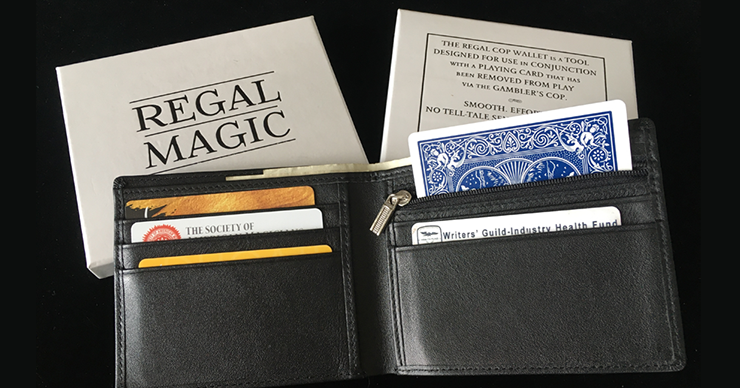 REGAL
MAGIC
THE REGAL COP WALLET IS A TOOL
DESIGNED FOR USE IN CONJUNCTION
WITH A PLAYING CARD THAT HAS
BEEN REMOVED FROM PLAY
VIA THE GAMBLER'S COP.
SMOOTH. EFFOR
NO TELL-TALE SE
THE SOCIETY OF
Writers' Guild-Industry Health Fund